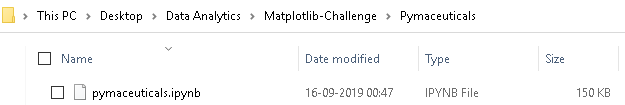 This PC > Desktop > Data Analytics > Matplotlib-Challenge > Pymaceuticals
Name Date modified Type Size
pymaceuticals.ipynb 16-09-2019 00:47 IPYNB File 150 KB